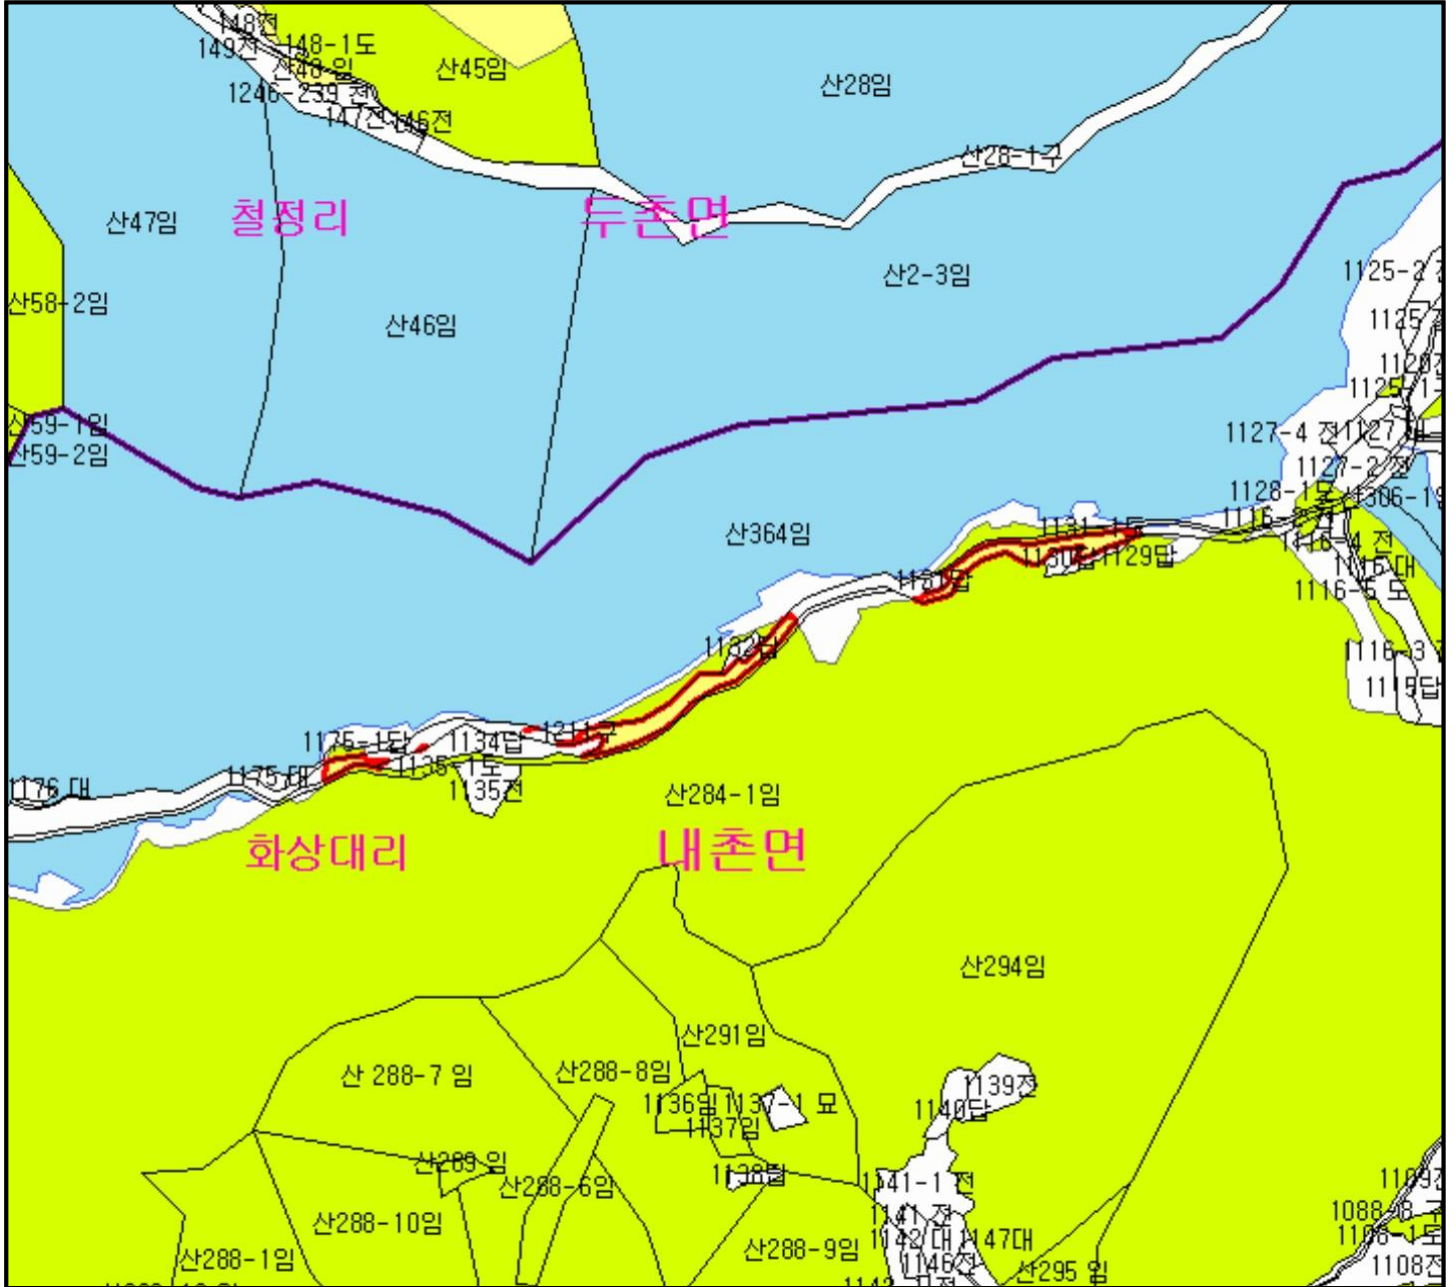 148전
149전
148-1도
산48 임
산45임
산28임
1246-239 전
147전
146전
산28-1구
산47임
철정리
두촌면
산2-3임
산58-2임
산46임
산59-1임
산59-2임
1127-4 전
1127 대
1127-2 전
1128-1도
산364임
1131-1도
1116-4 전
1130답
1129답
1116 대
1131답
1116-5 도
1132답
1115답
1211구
1175-1답
1134답
1135-1도
1175 대
1135전
1176 대
산284-1임
화상대리
내촌면
산294임
산291임
산 288-7 임
산288-8임
1139전
1136임
1137-1 묘
1140답
1137임
산289 임
1138답
산288-6임
1141-1 전
1141 전
산288-10임
1142 대
1147대
산288-1임
산288-9임
1146전
산295 임
1108전